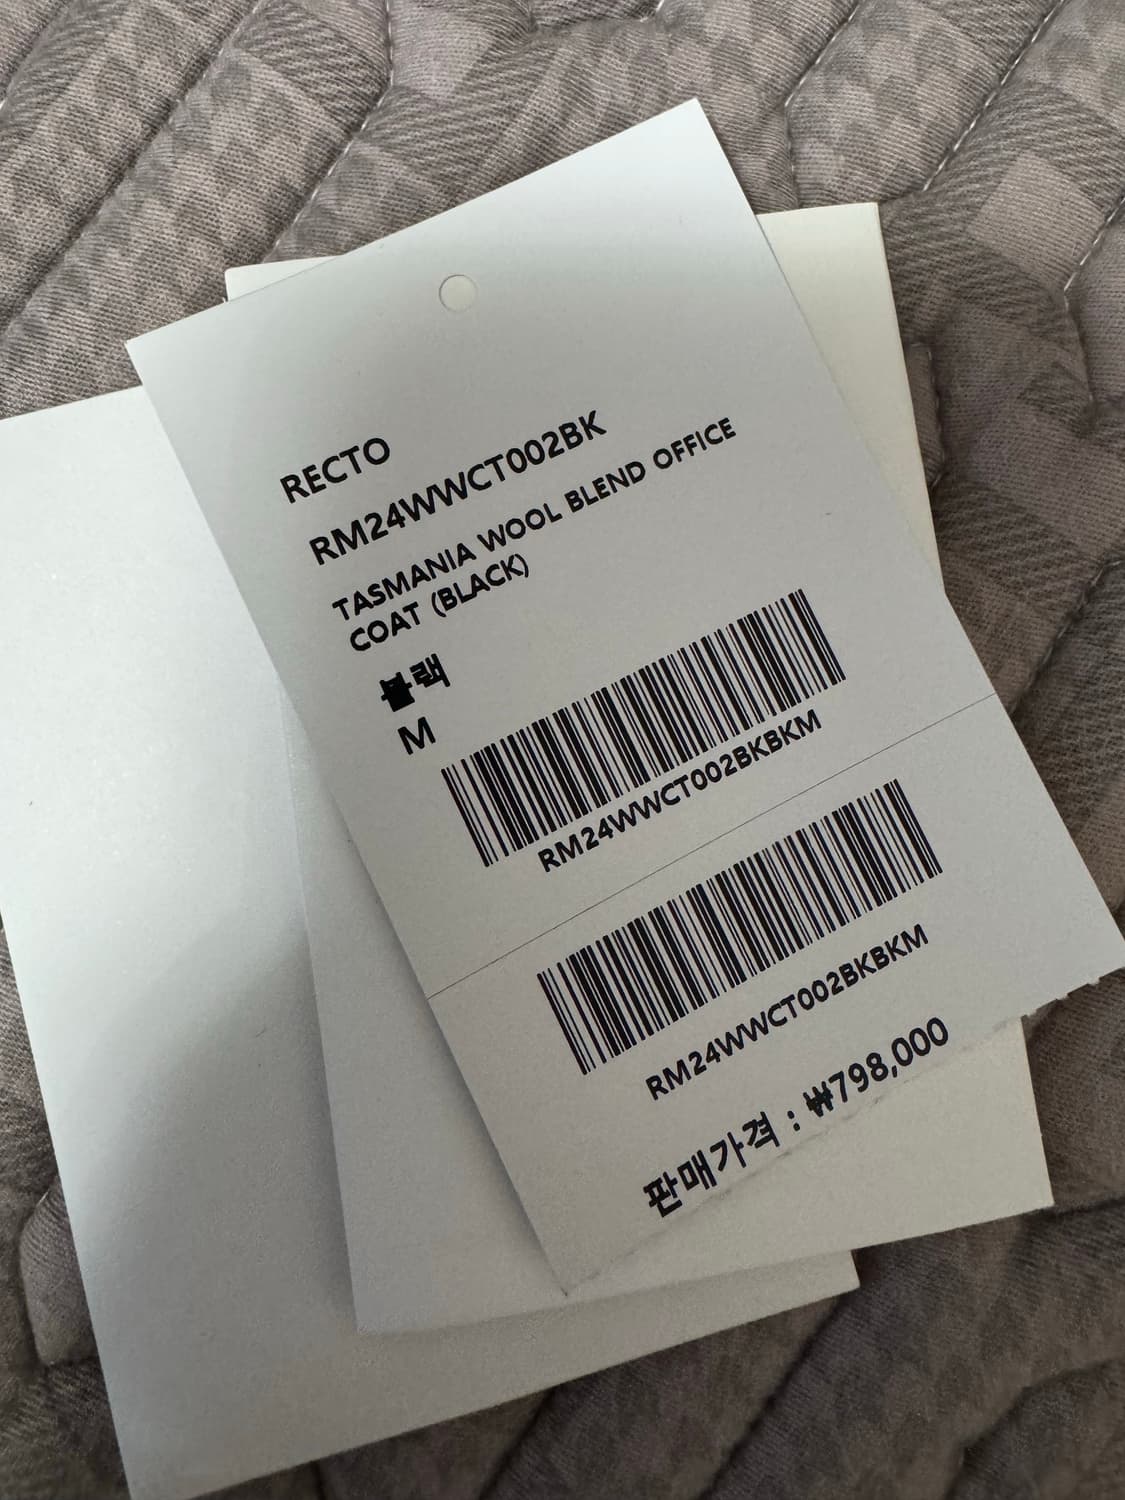 RECTO
RM24WWCT002BK
TASMANIA WOOL BLEND OFFICE
COAT (BLACK)
블랙
M
RM24WWCT002BKBKM
RM24WWCT002BKBKM
판매가격 : ₩798,000